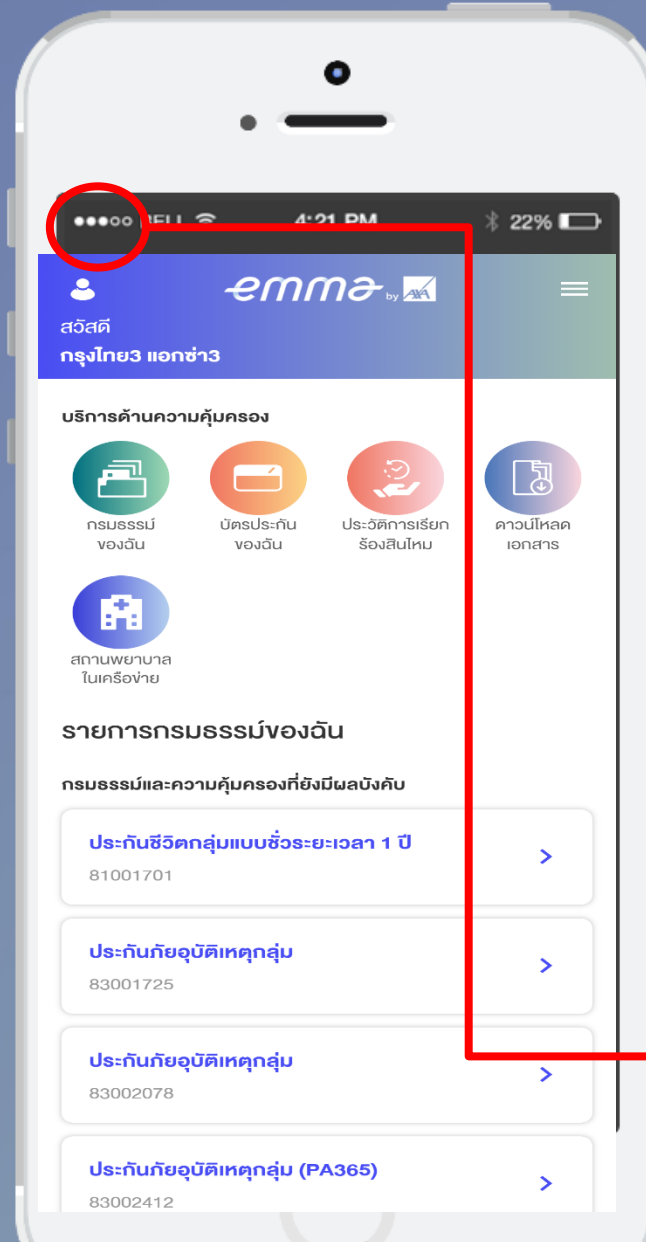 BELL 4:21 PM 22%
emma by AXA
สวัสดี
กรุงไทย3 แอกซ่า3
บริการด้านความคุ้มครอง
กรมธรรม์
ของฉัน
บัตรประกัน
ของฉัน
ประวัติการเรียก
ร้องสินไหม
ดาวน์โหลด
เอกสาร
สถานพยาบาล
ในเครือข่าย
รายการกรมธรรม์ของฉัน
กรมธรรม์และความคุ้มครองที่ยังมีผลบังคับ
ประกันชีวิตกลุ่มแบบชั่วระยะเวลา 1 ปี
81001701
ประกันภัยอุบัติเหตุกลุ่ม
83001725
ประกันภัยอุบัติเหตุกลุ่ม
83002078
ประกันภัยอุบัติเหตุกลุ่ม (PA365)
83002412